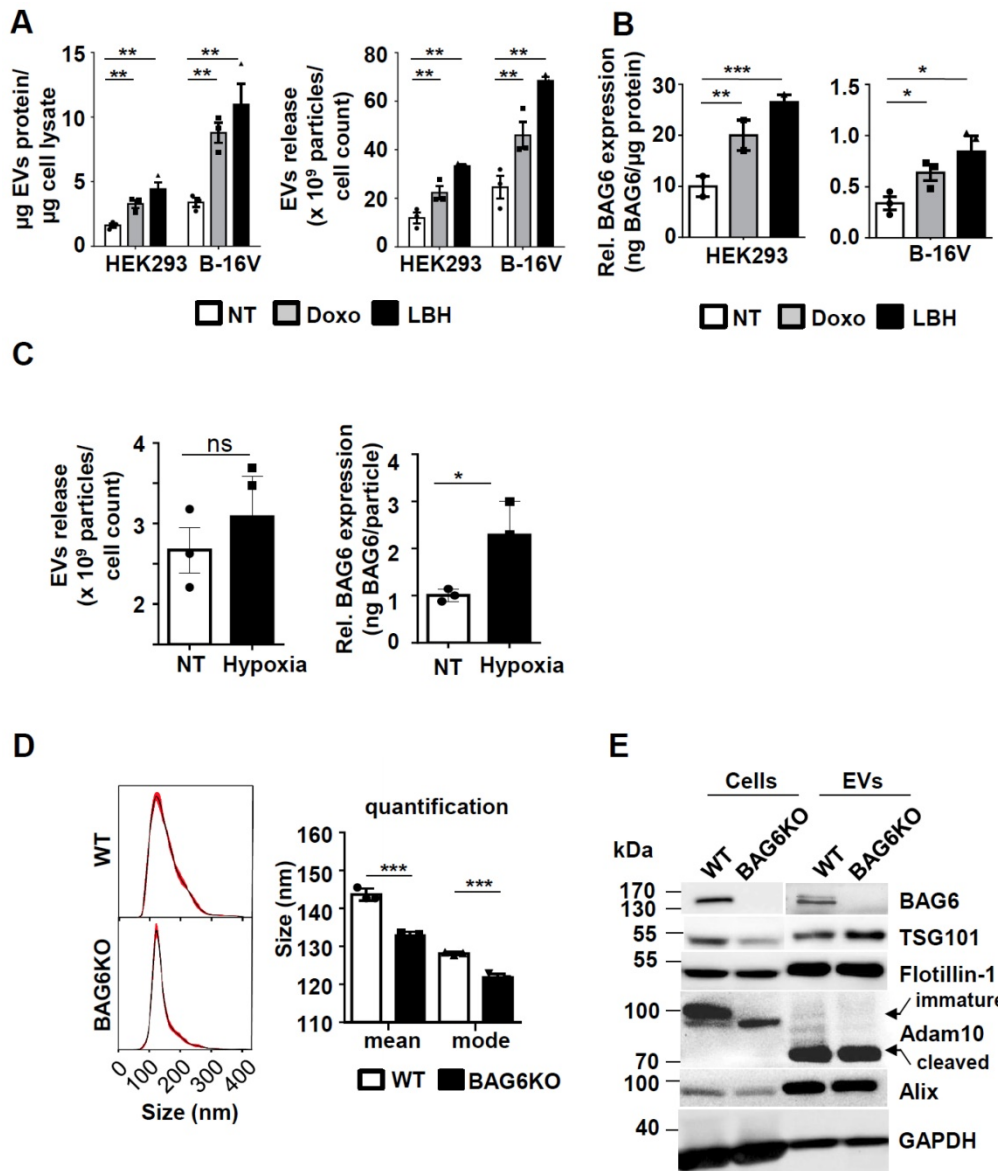 A
µg EVs protein/
µg cell lysate
15
10
5
0
** **
** **
HEK293 B-16V
EVs release
(x 10⁹ particles/
cell count)
80
60
40
20
0
** **
** **
HEK293 B-16V
NT Doxo LBH
B
Rel. BAG6 expression
(ng BAG6/µg protein)
30
20
10
0
***
**
HEK293
1.5
1.0
0.5
0.0
*
*
B-16V
NT Doxo LBH
C
EVs release
(x 10⁹ particles/
cell count)
4
3
2
ns
NT Hypoxia
Rel. BAG6 expression
(ng BAG6/particle)
4
3
2
1
0
*
NT Hypoxia
D
WT
BAG6KO
0 100 200 300 400
Size (nm)
quantification
Size (nm)
160
150
140
130
120
110
*** ***
mean mode
WT BAG6KO
E
Cells EVs
kDa WT BAG6KO WT BAG6KO
170
130
BAG6
55
TSG101
55
Flotillin-1
immature
100
Adam10
70
cleaved
100
Alix
40
GAPDH